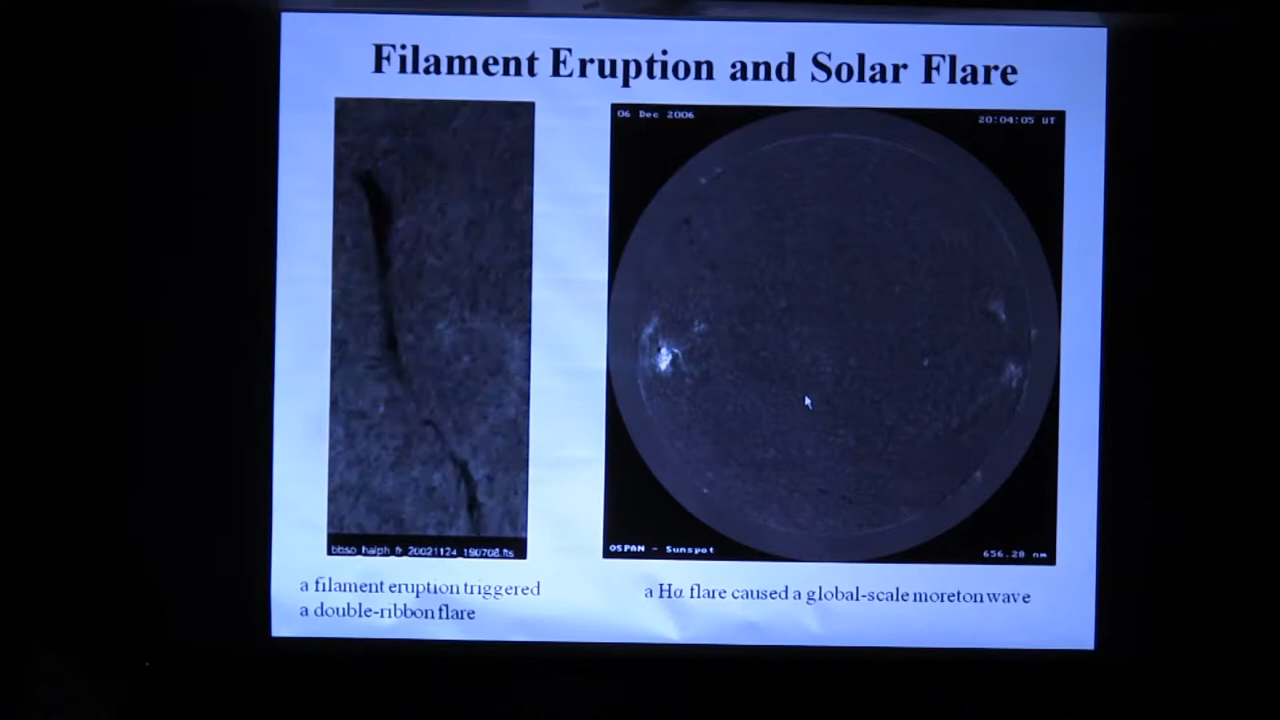 Filament Eruption and Solar Flare
06 Dec 2006
20:04:05 UT
OSPAN - Sunspot
656.28 nm
bbso_halph_fr_20021124_190708.fts
a filament eruption triggered
a double-ribbon flare
a Hα flare caused a global-scale moreton wave